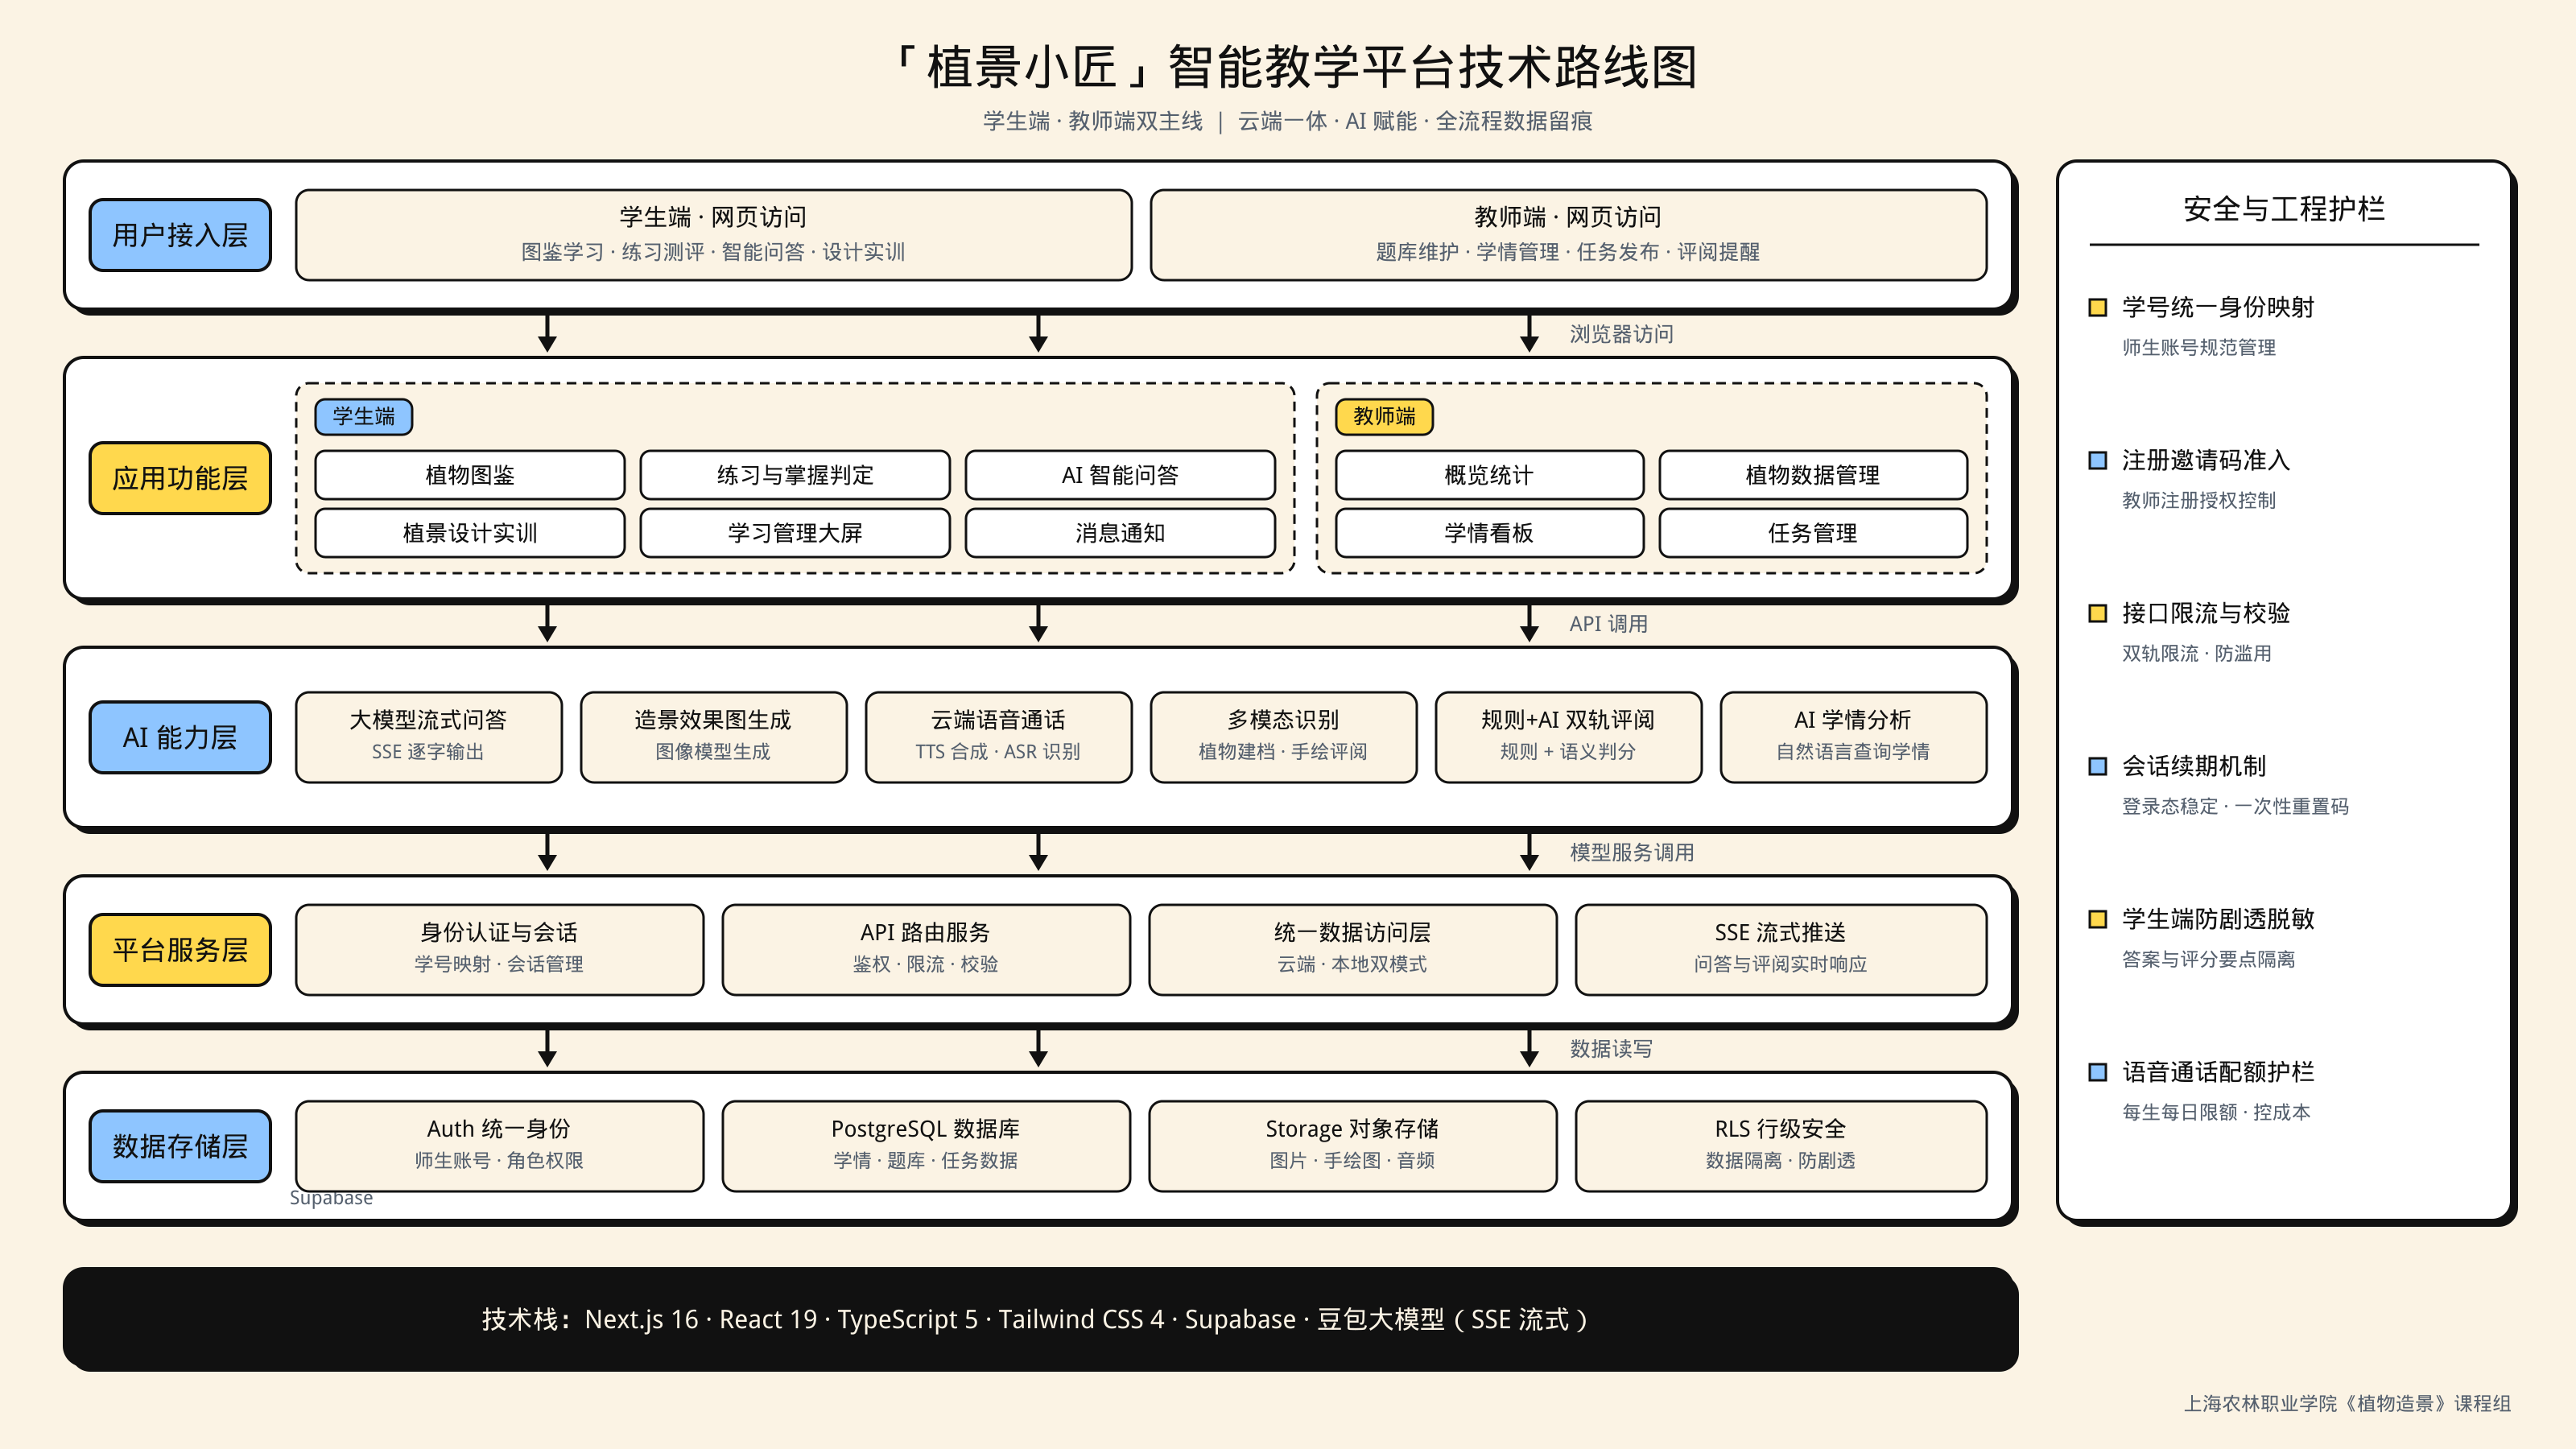 「植景小匠」智能教学平台技术路线图
学生端 · 教师端双主线 ｜ 云端一体 · AI 赋能 · 全流程数据留痕
用户接入层
学生端 · 网页访问
图鉴学习 · 练习测评 · 智能问答 · 设计实训
教师端 · 网页访问
题库维护 · 学情管理 · 任务发布 · 评阅提醒
浏览器访问
应用功能层
学生端
植物图鉴
练习与掌握判定
AI 智能问答
植景设计实训
学习管理大屏
消息通知
教师端
概览统计
植物数据管理
学情看板
任务管理
API 调用
AI 能力层
大模型流式问答
SSE 逐字输出
造景效果图生成
图像模型生成
云端语音通话
TTS 合成 · ASR 识别
多模态识别
植物建档 · 手绘评阅
规则+AI 双轨评阅
规则 + 语义判分
AI 学情分析
自然语言查询学情
模型服务调用
平台服务层
身份认证与会话
学号映射 · 会话管理
API 路由服务
鉴权 · 限流 · 校验
统一数据访问层
云端 · 本地双模式
SSE 流式推送
问答与评阅实时响应
数据读写
数据存储层
Auth 统一身份
师生账号 · 角色权限
PostgreSQL 数据库
学情 · 题库 · 任务数据
Storage 对象存储
图片 · 手绘图 · 音频
RLS 行级安全
数据隔离 · 防剧透
Supabase
安全与工程护栏
学号统一身份映射
师生账号规范管理
注册邀请码准入
教师注册授权控制
接口限流与校验
双轨限流 · 防滥用
会话续期机制
登录态稳定 · 一次性重置码
学生端防剧透脱敏
答案与评分要点隔离
语音通话配额护栏
每生每日限额 · 控成本
技术栈：Next.js 16 · React 19 · TypeScript 5 · Tailwind CSS 4 · Supabase · 豆包大模型（SSE 流式）
上海农林职业学院《植物造景》课程组